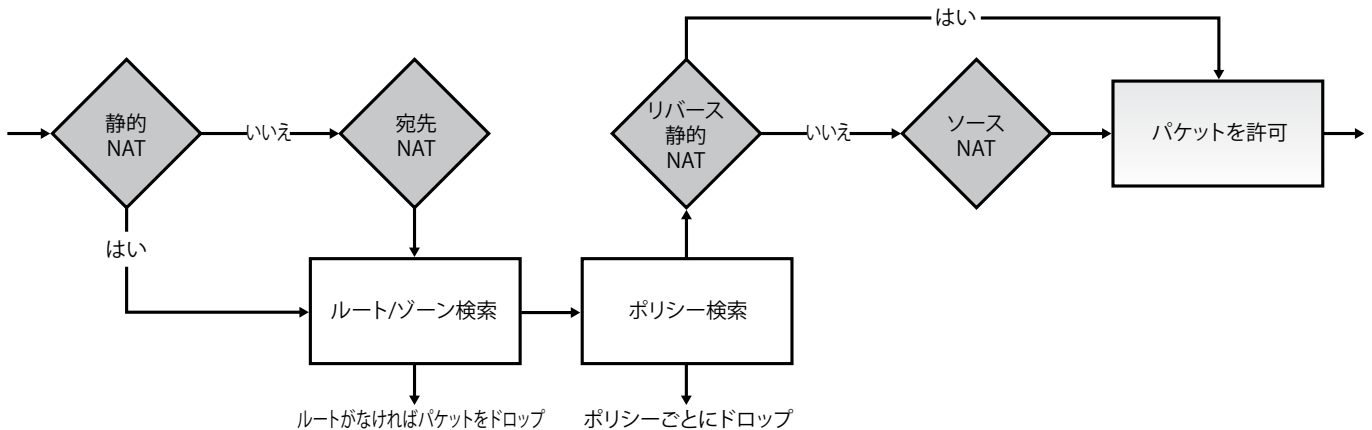 はい
静的
NAT
いいえ
宛先
NAT
リバース
静的
NAT
いいえ
ソース
NAT
パケットを許可
はい
ルート/ゾーン検索
ポリシー検索
ルートがなければパケットをドロップ
ポリシーごとにドロップ